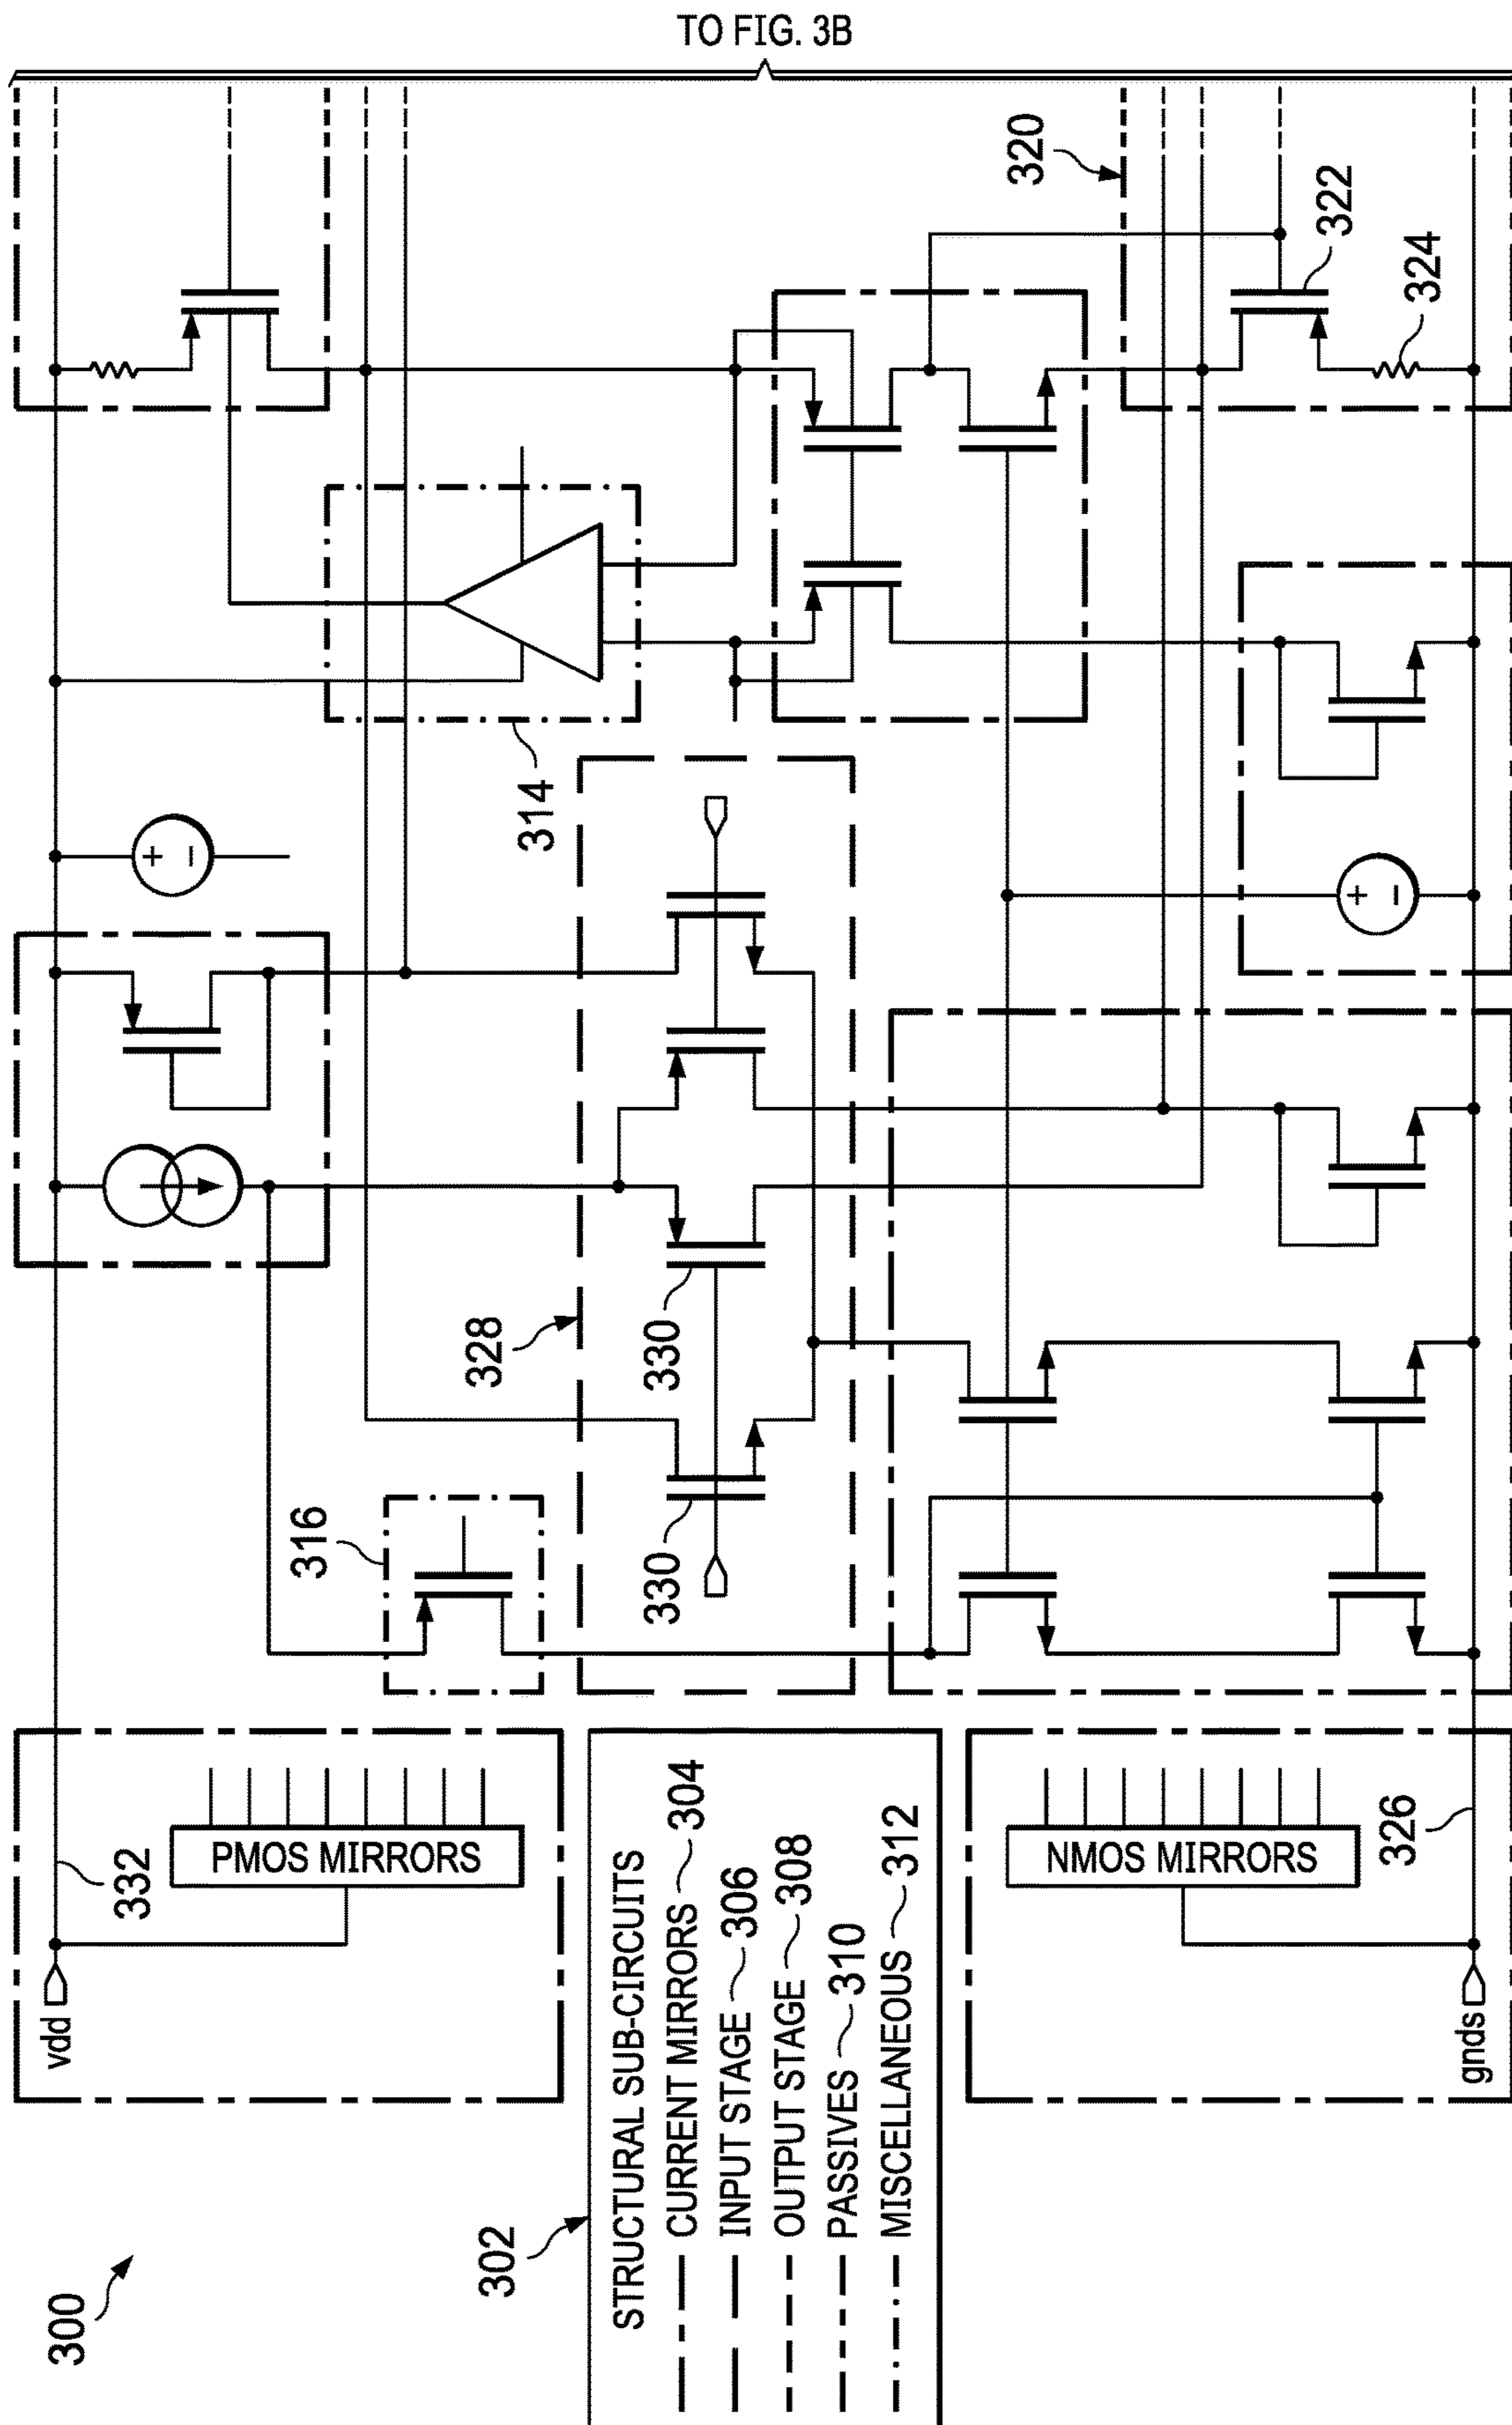 TO FIG. 3B
320
322
324
314
328
330
330
316
332
PMOS MIRRORS
vdd
326
NMOS MIRRORS
gnds
300
302
STRUCTURAL SUB-CIRCUITS
CURRENT MIRRORS 304
INPUT STAGE 306
OUTPUT STAGE 308
PASSIVES 310
MISCELLANEOUS 312
+ −
+ −